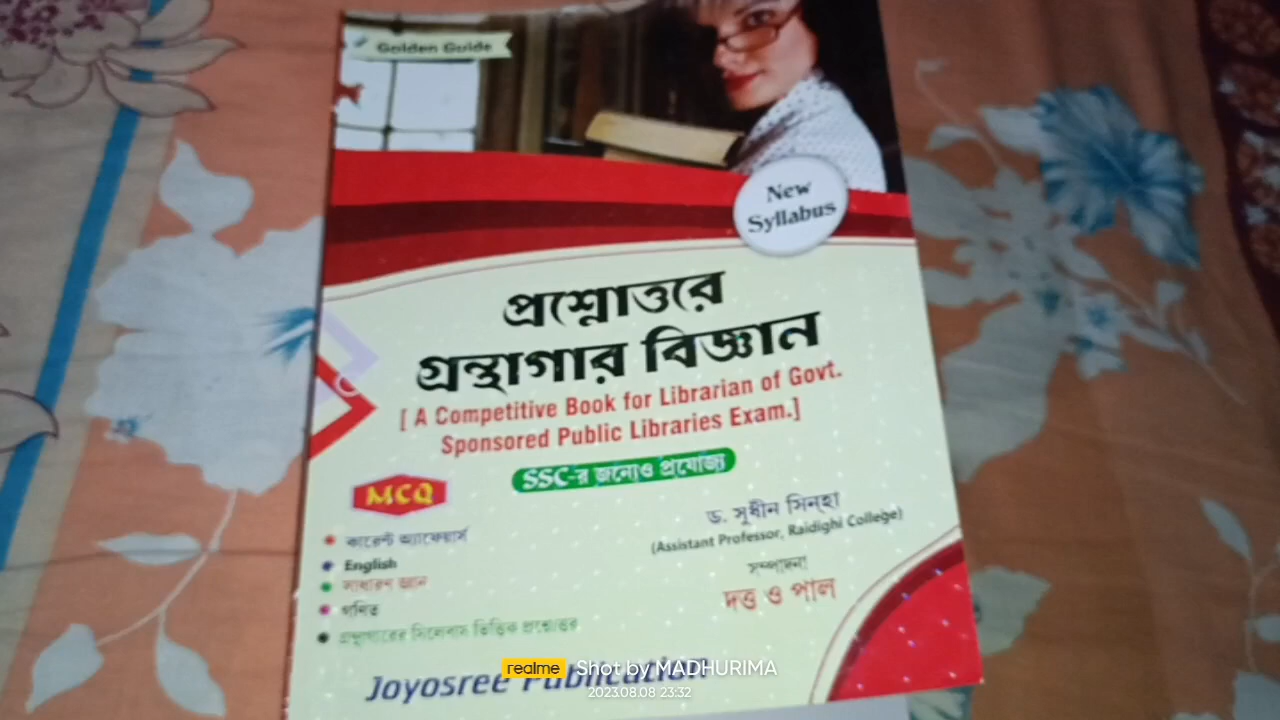 Golden Guide
New
Syllabus
প্রশ্নোত্তরে
গ্রন্থাগার বিজ্ঞান
[ A Competitive Book for Librarian of Govt.
Sponsored Public Libraries Exam.]
SSC-র জন্যেও প্রযোজ্য
MCQ
কারেন্ট অ্যাফেয়ার্স
English
সাধারণ জ্ঞান
গণিত
গ্রন্থাগারের সিলেবাস ভিত্তিক প্রশ্নোত্তর
ড. সুধীন সিন্‌হা
(Assistant Professor, Raidighi College)
সম্পাদনা
দত্ত ও পাল
Joyosree Publication
realme Shot by MADHURIMA
2023.08.08 23:32